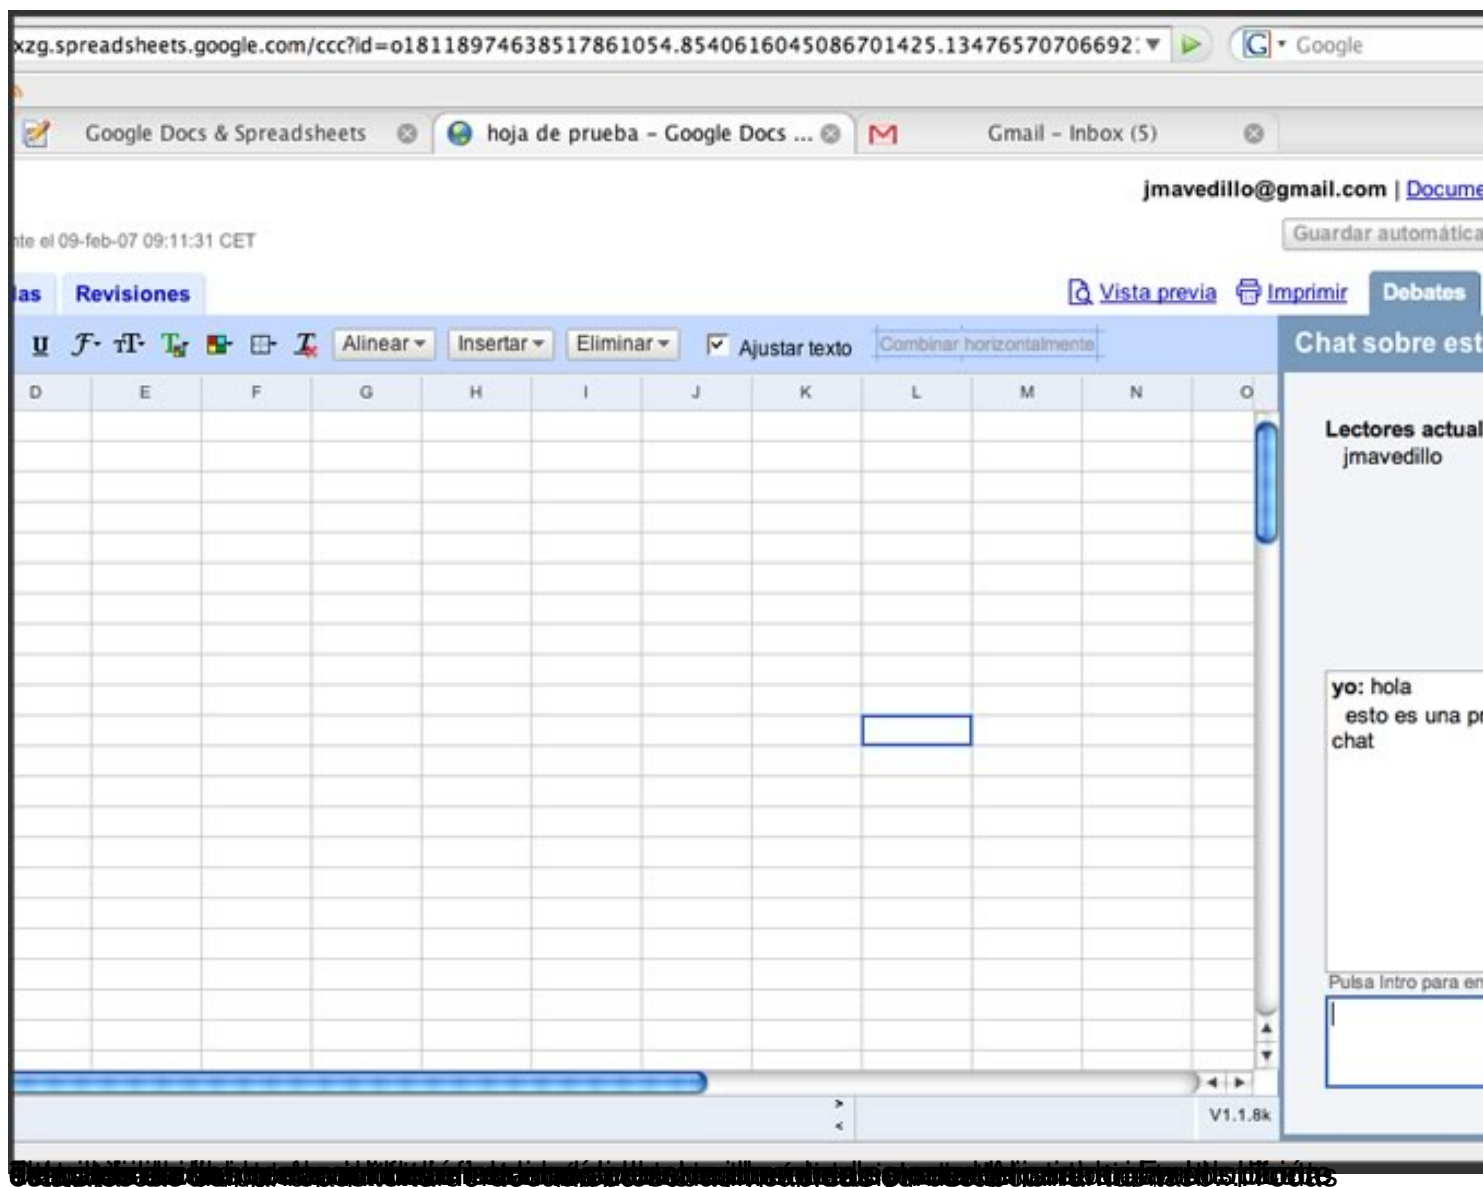 xzg.spreadsheets.google.com/ccc?id=o18118974638517861054.8540616045086701425.13476570706692: Google
Google Docs & Spreadsheets hoja de prueba – Google Docs ... Gmail – Inbox (5)
jmavedillo@gmail.com | Docume
nte el 09-feb-07 09:11:31 CET Guardar automática
las Revisiones Vista previa Imprimir Debates
U F T Alinear Insertar Eliminar Ajustar texto Combinar horizontalmente Chat sobre est
D E F G H I J K L M N O
Lectores actual
jmavedillo
yo: hola
esto es una pr
chat
Pulsa Intro para en
V1.1.8k